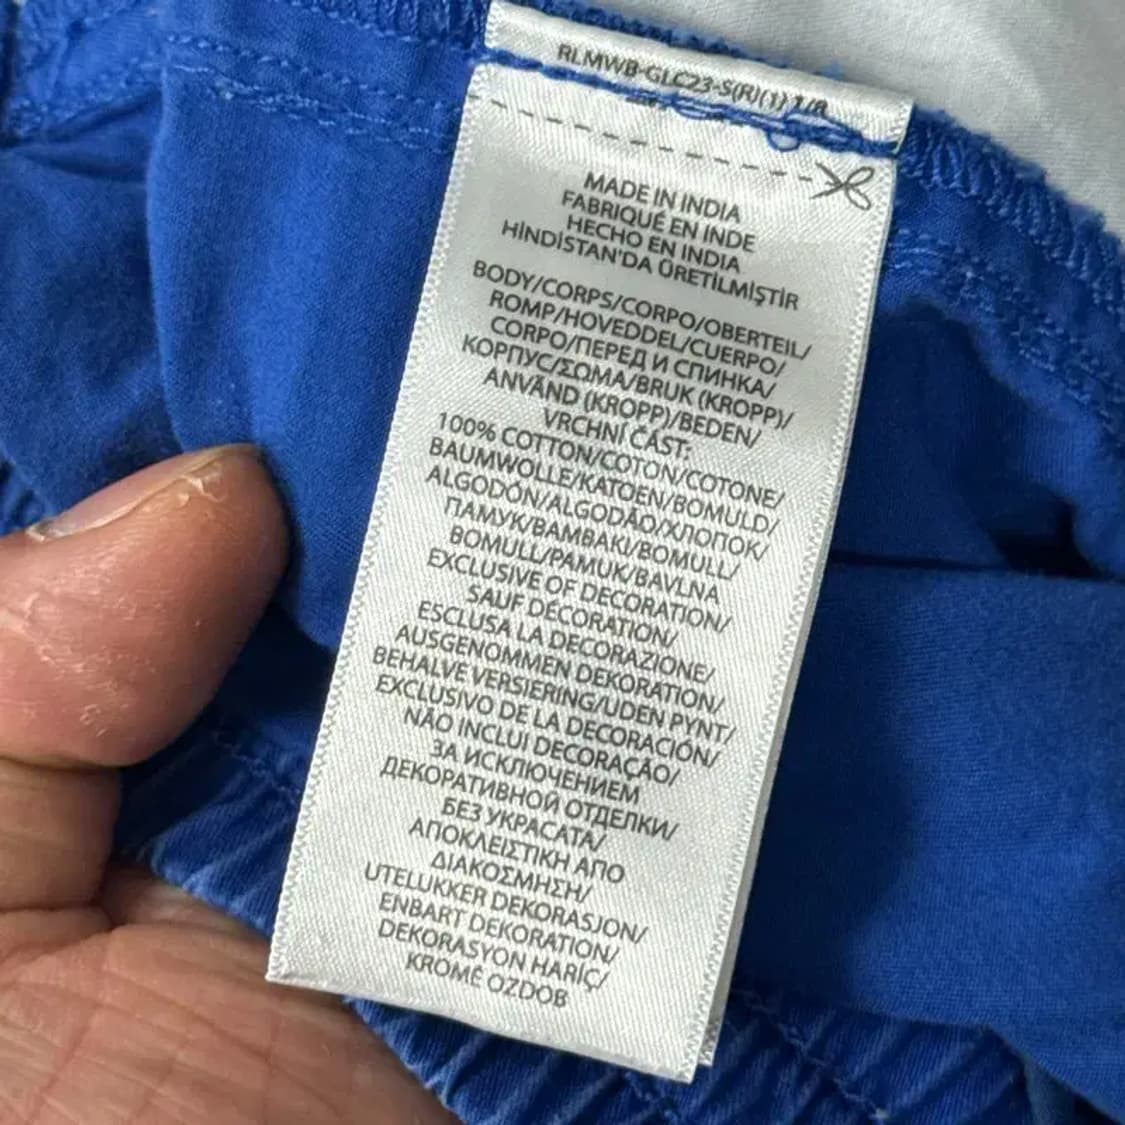 RLMWB-GLC23-S(R)(1) 1/8
MADE IN INDIA
FABRIQUÉ EN INDE
HECHO EN INDIA
HİNDİSTAN'DA ÜRETİLMİŞTİR
BODY/CORPS/CORPO/OBERTEIL/
ROMP/HOVEDDEL/CUERPO/
CORPO/ПЕРЕД И СПИНКА/
КОРПУС/ΣΩΜΑ/BRUK (KROPP)/
ANVÄND (KROPP)/BEDEN/
VRCHNÍ ČÁST:
100% COTTON/COTON/COTONE/
BAUMWOLLE/KATOEN/BOMULD/
ALGODÓN/ALGODÃO/ХЛОПОК/
ПАМУК/ΒΑΜΒΑΚΙ/BOMULL/
BOMULL/PAMUK/BAVLNA
EXCLUSIVE OF DECORATION/
SAUF DÉCORATION/
ESCLUSA LA DECORAZIONE/
AUSGENOMMEN DEKORATION/
BEHALVE VERSIERING/UDEN PYNT/
EXCLUSIVO DE LA DECORACIÓN/
NÃO INCLUI DECORAÇÃO/
ЗА ИСКЛЮЧЕНИЕМ
ДЕКОРАТИВНОЙ ОТДЕЛКИ/
БЕЗ УКРАСАТА/
ΑΠΟΚΛΕΙΣΤΙΚΗ ΑΠΟ
ΔΙΑΚΟΣΜΗΣΗ/
UTELUKKER DEKORASJON/
ENBART DEKORATION/
DEKORASYON HARİÇ/
KROMĚ OZDOB